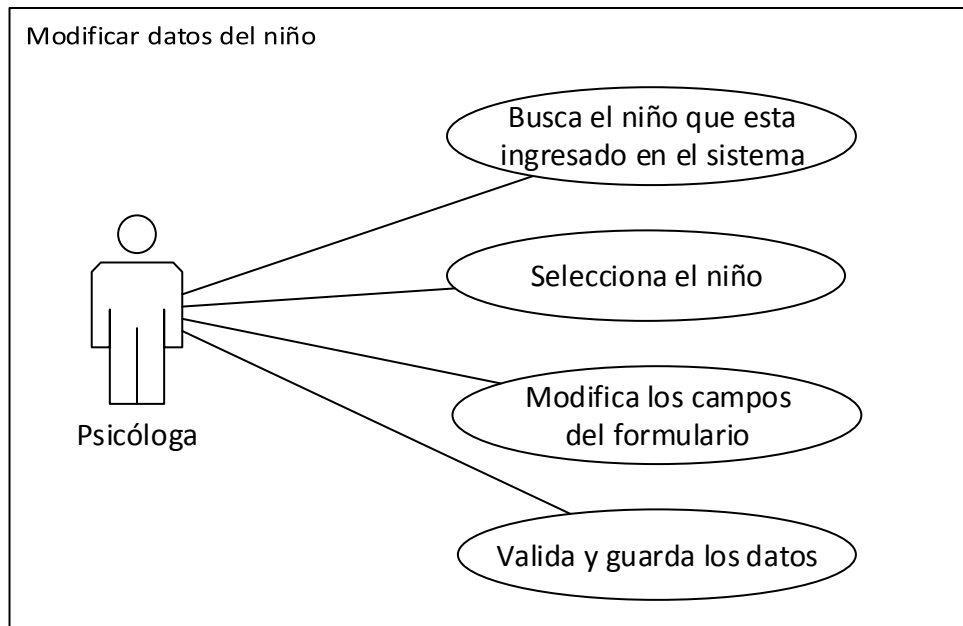 Modificar datos del niño
Busca el niño que esta
ingresado en el sistema
Selecciona el niño
Modifica los campos
del formulario
Psicóloga
Valida y guarda los datos